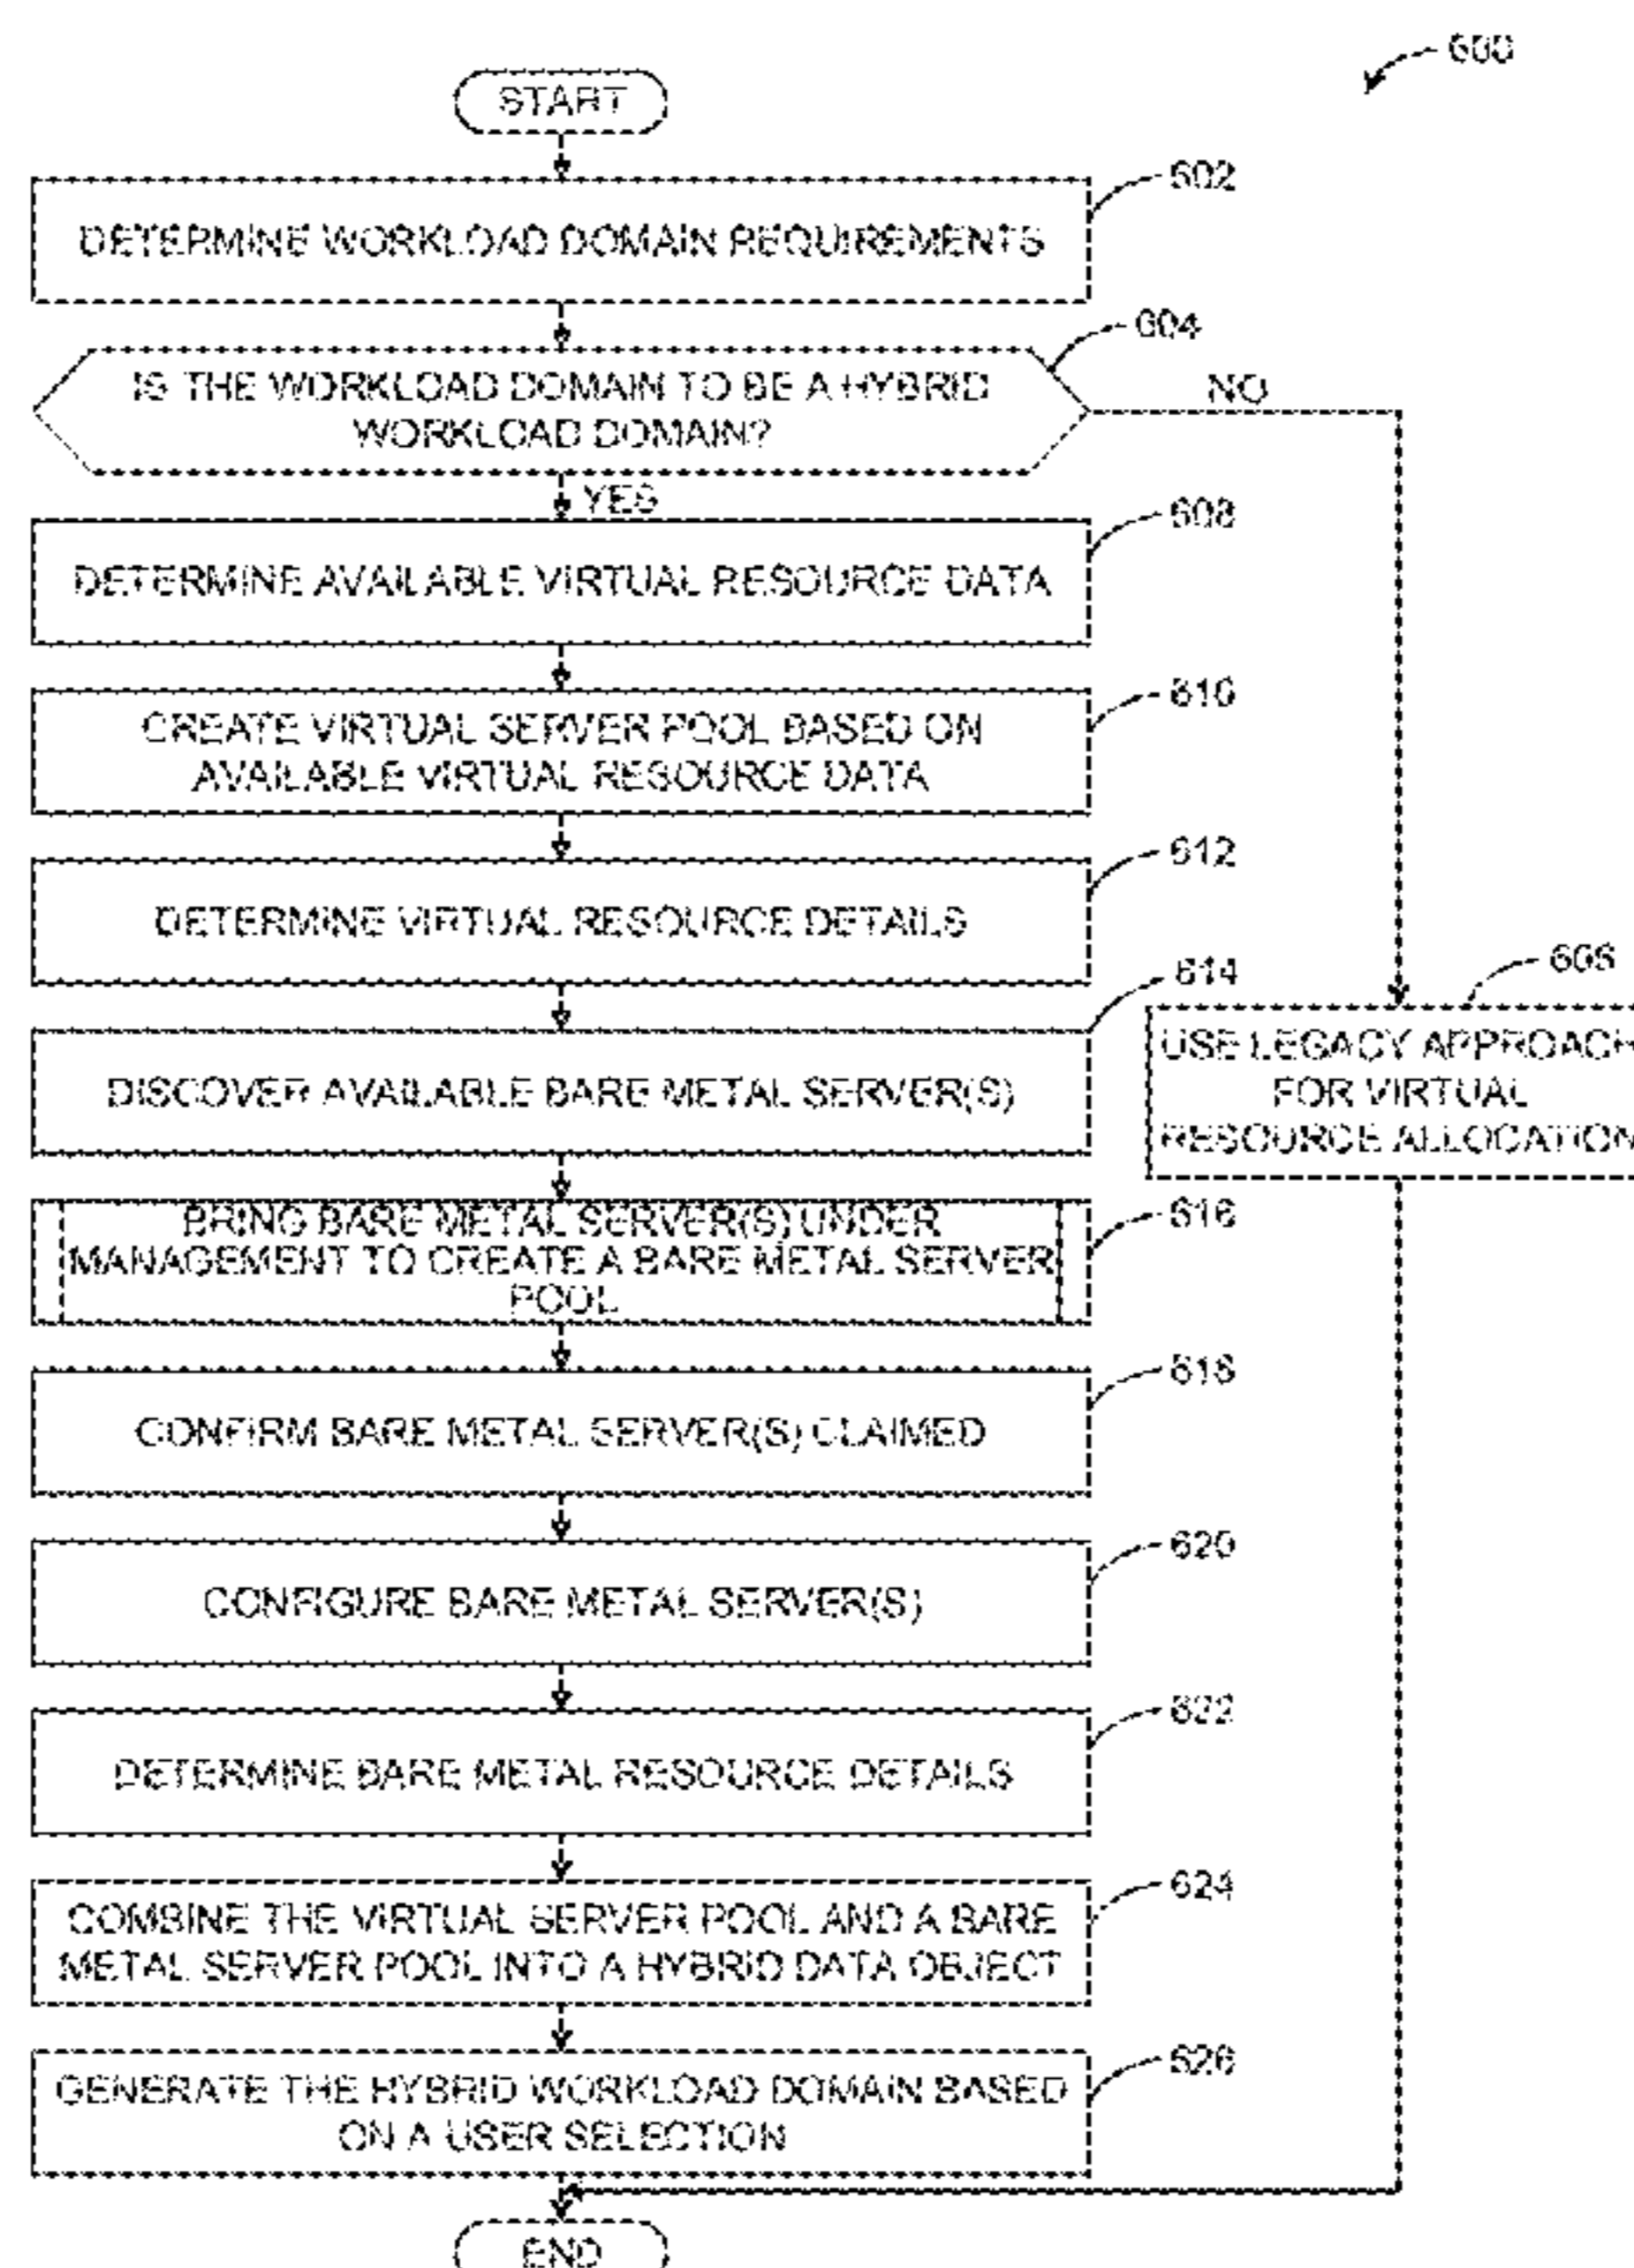 600
START
602
DETERMINE WORKLOAD DOMAIN REQUIREMENTS
604
IS THE WORKLOAD DOMAIN TO BE A HYBRID
WORKLOAD DOMAIN?
NO
YES
608
DETERMINE AVAILABLE VIRTUAL RESOURCE DATA
610
CREATE VIRTUAL SERVER POOL BASED ON
AVAILABLE VIRTUAL RESOURCE DATA
612
DETERMINE VIRTUAL RESOURCE DETAILS
606
USE LEGACY APPROACH
FOR VIRTUAL
RESOURCE ALLOCATION
614
DISCOVER AVAILABLE BARE METAL SERVER(S)
616
BRING BARE METAL SERVER(S) UNDER
MANAGEMENT TO CREATE A BARE METAL SERVER
POOL
618
CONFIRM BARE METAL SERVER(S) CLAIMED
620
CONFIGURE BARE METAL SERVER(S)
622
DETERMINE BARE METAL RESOURCE DETAILS
624
COMBINE THE VIRTUAL SERVER POOL AND A BARE
METAL SERVER POOL INTO A HYBRID DATA OBJECT
626
GENERATE THE HYBRID WORKLOAD DOMAIN BASED
ON A USER SELECTION
END